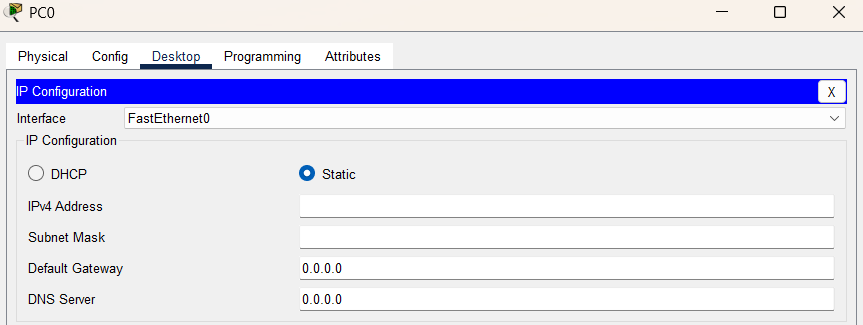 PC0
Physical Config Desktop Programming Attributes
IP Configuration X
Interface FastEthernet0
IP Configuration
DHCP Static
IPv4 Address
Subnet Mask
Default Gateway 0.0.0.0
DNS Server 0.0.0.0